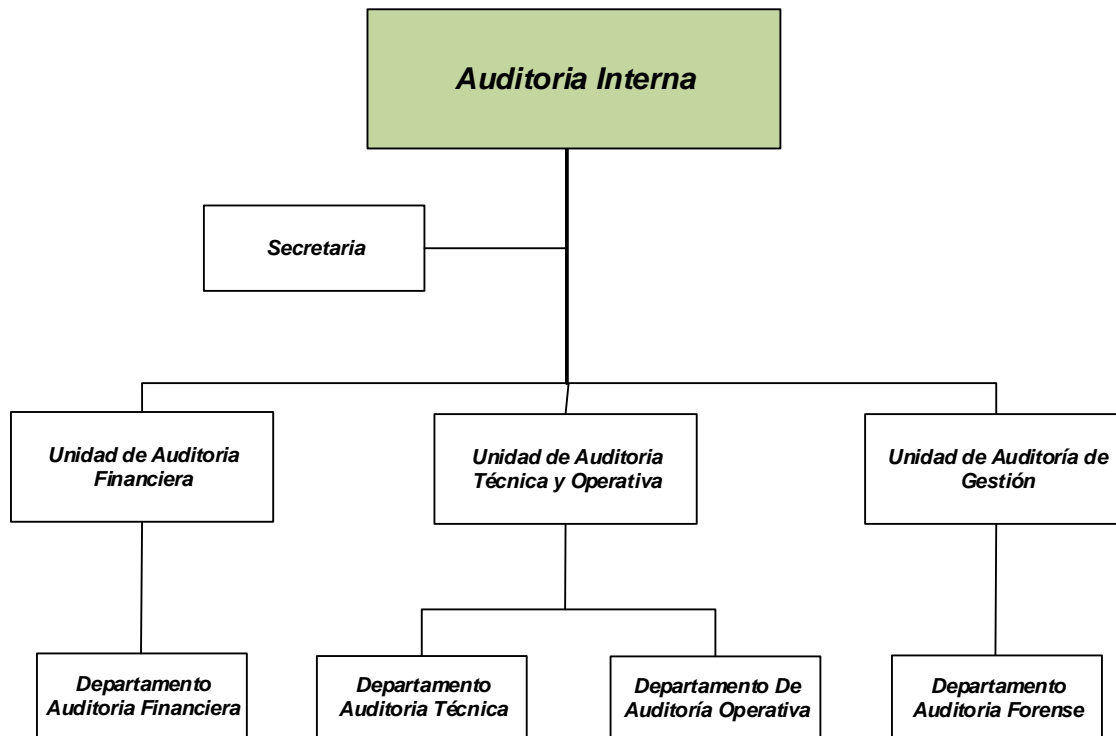 Auditoria Interna
Secretaria
Unidad de Auditoria
Financiera
Unidad de Auditoria
Técnica y Operativa
Unidad de Auditoría de
Gestión
Departamento
Auditoria Financiera
Departamento
Auditoria Técnica
Departamento De
Auditoría Operativa
Departamento
Auditoria Forense